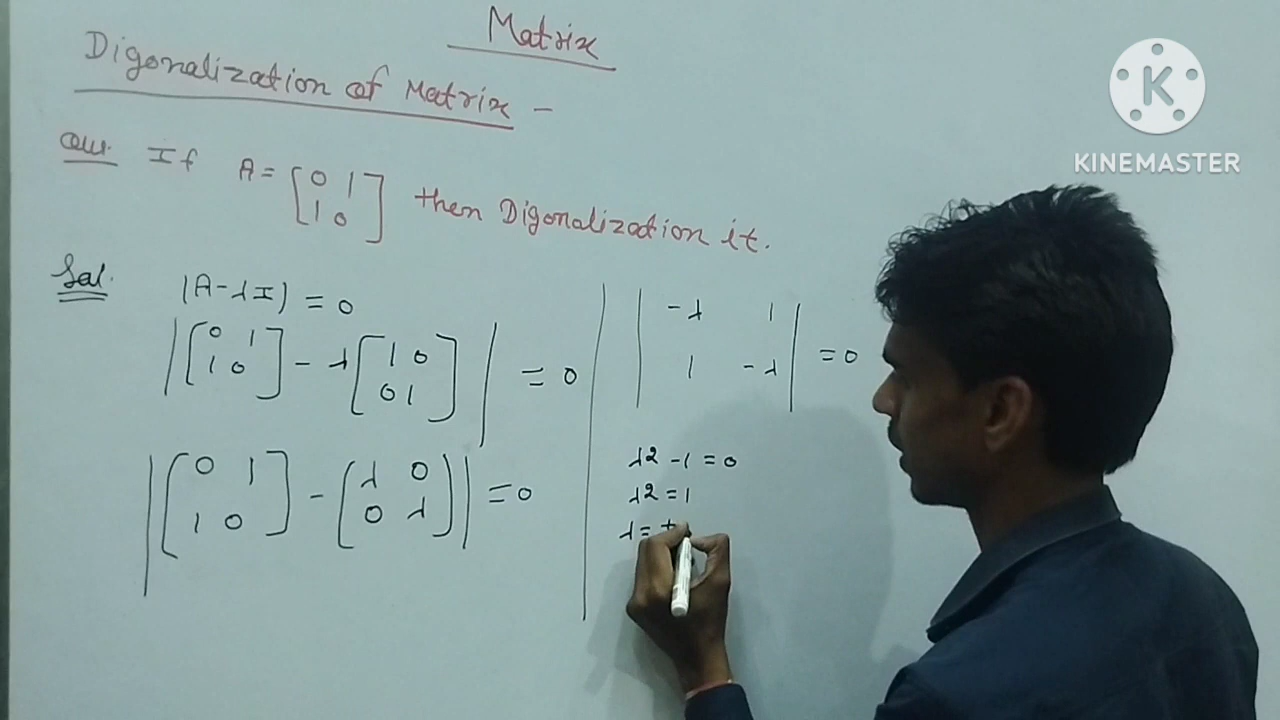 Matrix
Digonalization of Matrix -
Que. If A = [0 1
1 0] then Digonalization it.
Sol. |A - λI| = 0
|[0 1
1 0] - λ[1 0
0 1]| = 0
|[0 1
1 0] - [λ 0
0 λ]| = 0
|-λ 1
1 -λ| = 0
λ2 - 1 = 0
λ2 = 1
λ = ±
K
KINEMASTER